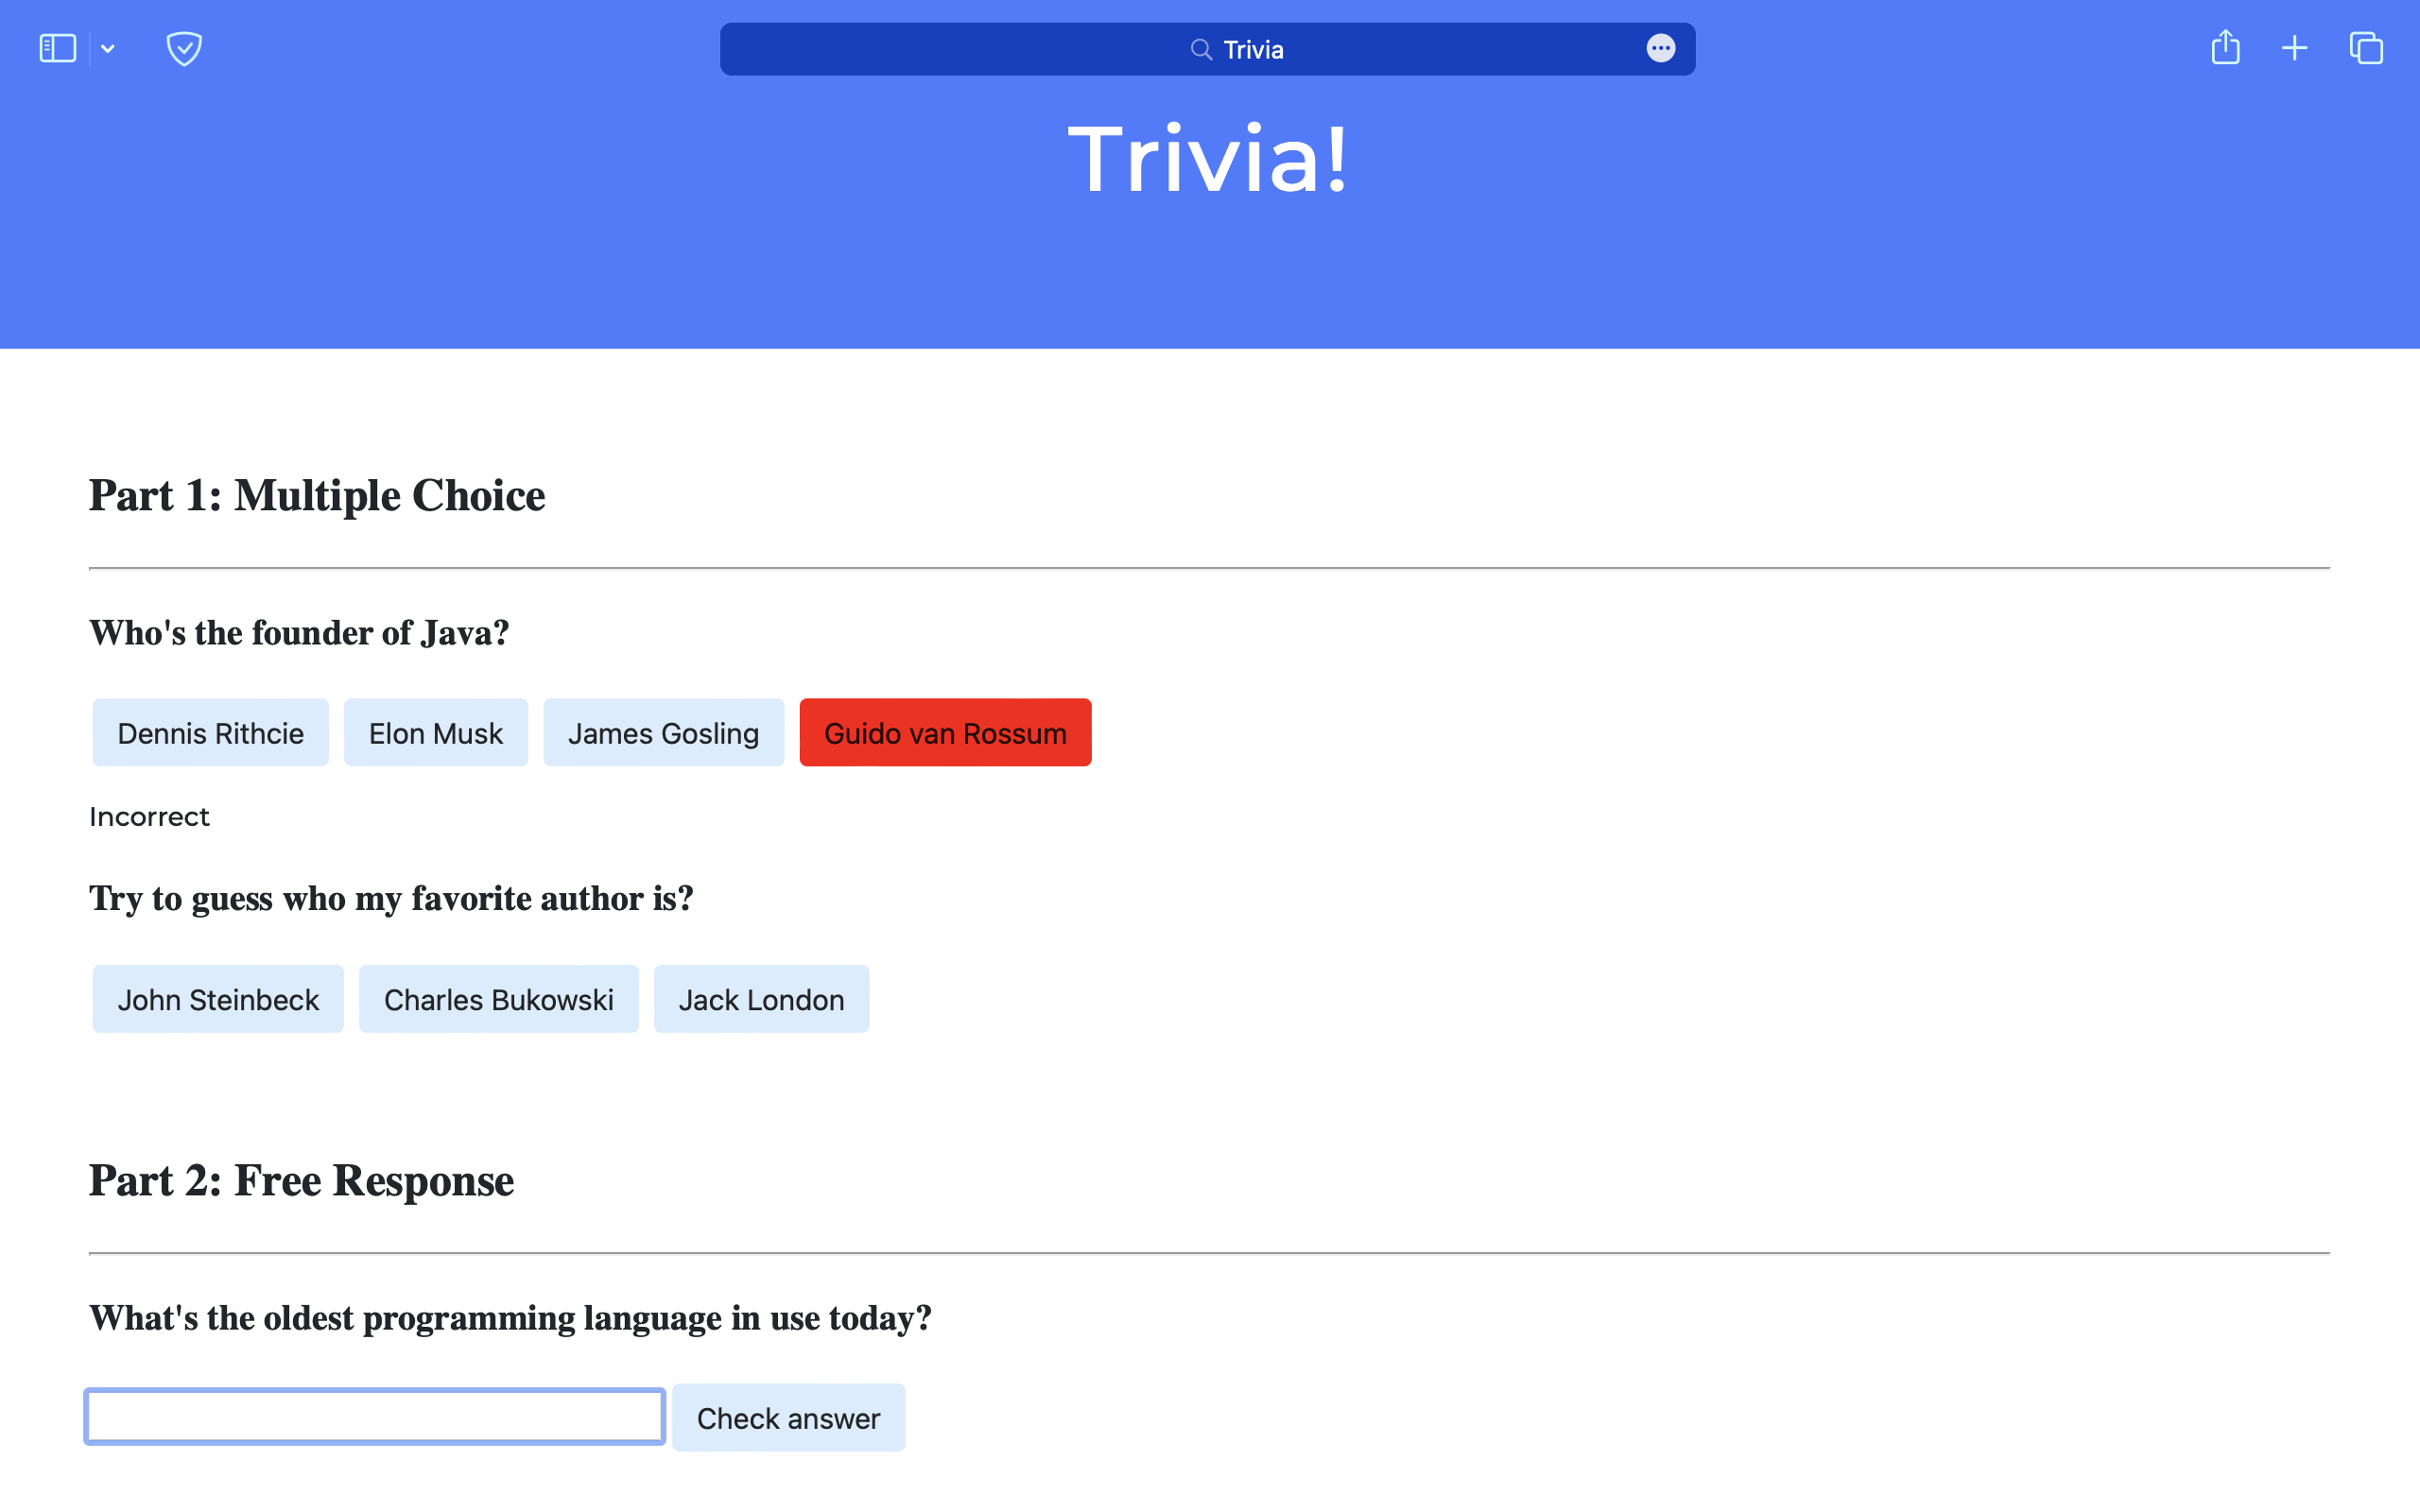 Trivia
Trivia!
Part 1: Multiple Choice
Who's the founder of Java?
Dennis Rithcie Elon Musk James Gosling Guido van Rossum
Incorrect
Try to guess who my favorite author is?
John Steinbeck Charles Bukowski Jack London
Part 2: Free Response
What's the oldest programming language in use today?
Check answer